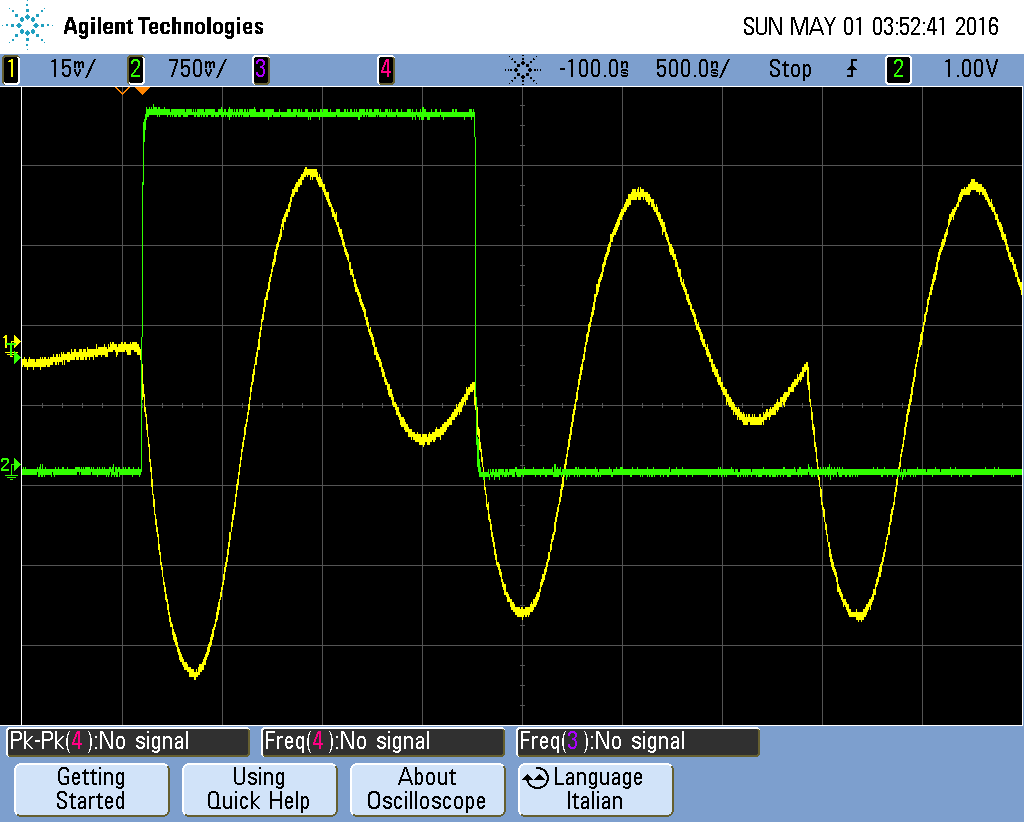 Agilent Technologies
SUN MAY 01 03:52:41 2016
1 15mV/ 2 750mV/ 3 4 -100.0ns 500.0ns/ Stop 2 1.00V
1
2
Pk-Pk(4):No signal Freq(4):No signal Freq(3):No signal
Getting Started
Using Quick Help
About Oscilloscope
Language Italian